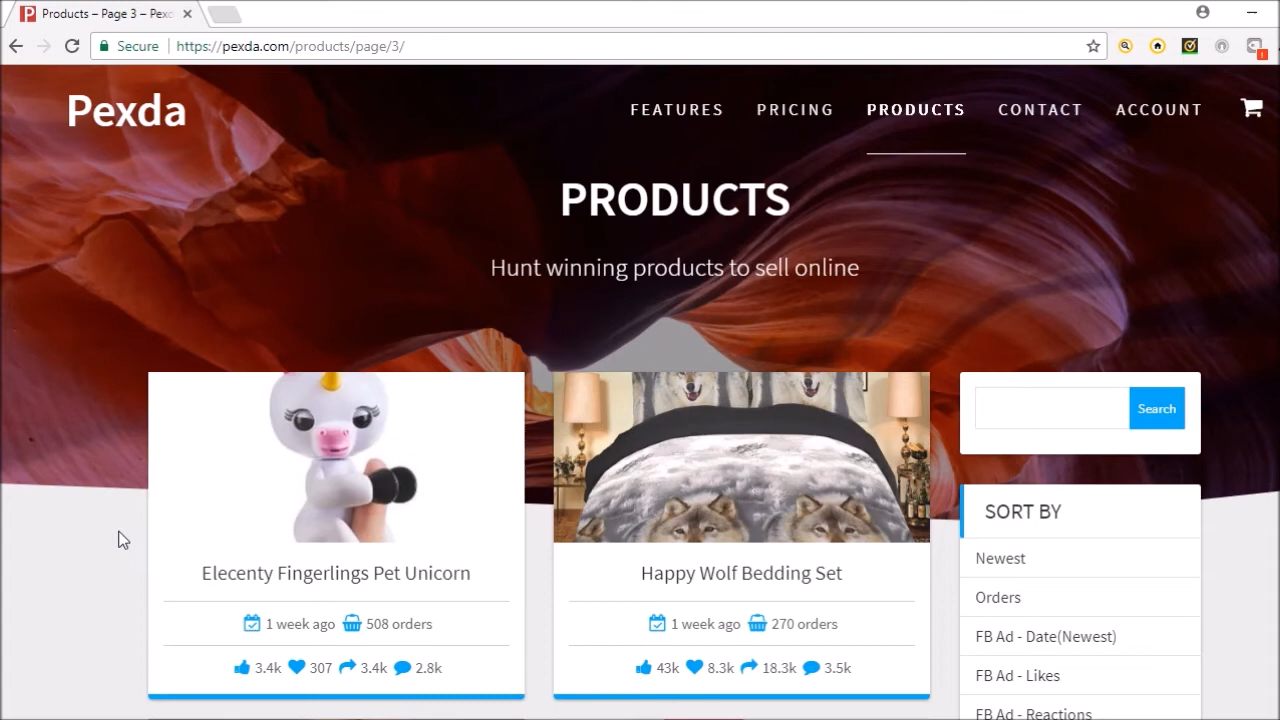 Products – Page 3 – Pexd
Secure
https://pexda.com/products/page/3/
Pexda
FEATURES
PRICING
PRODUCTS
CONTACT
ACCOUNT
PRODUCTS
Hunt winning products to sell online
Search
Elecenty Fingerlings Pet Unicorn
1 week ago 508 orders
3.4k 307 3.4k 2.8k
Happy Wolf Bedding Set
1 week ago 270 orders
43k 8.3k 18.3k 3.5k
SORT BY
Newest
Orders
FB Ad - Date(Newest)
FB Ad - Likes
FB Ad - Reactions